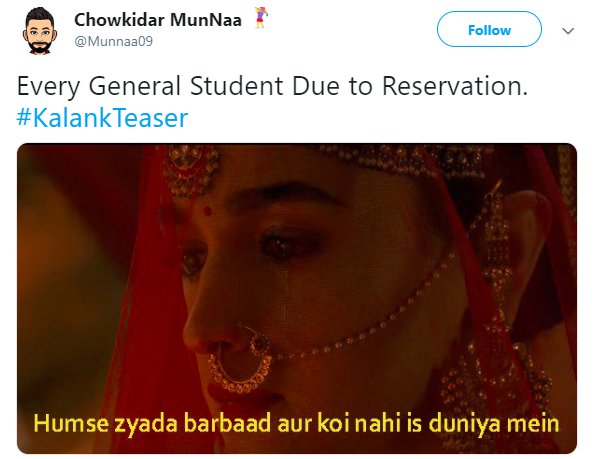 Chowkidar MunNaa
@Munnaa09
Follow
Every General Student Due to Reservation.
#KalankTeaser
Humse zyada barbaad aur koi nahi is duniya mein